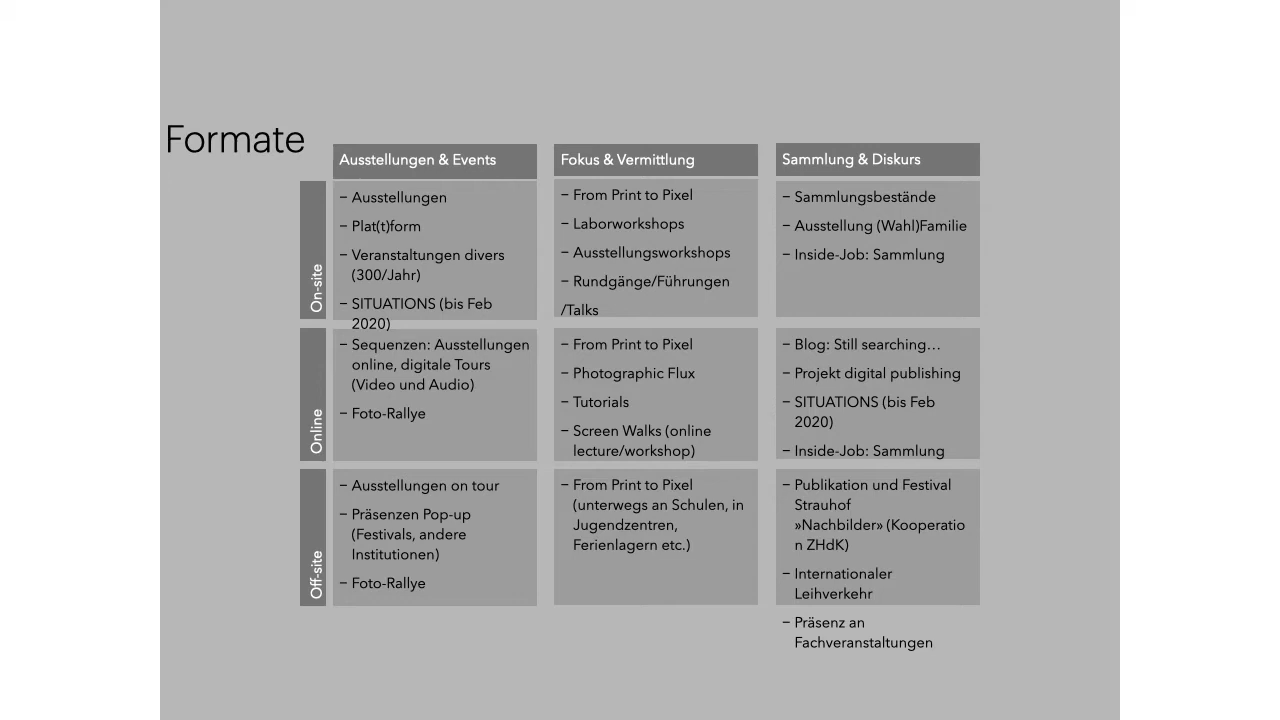 Formate
Ausstellungen & Events
Fokus & Vermittlung
Sammlung & Diskurs
On-site
– Ausstellungen
– Plat(t)form
– Veranstaltungen divers
(300/Jahr)
– SITUATIONS (bis Feb
2020)
– From Print to Pixel
– Laborworkshops
– Ausstellungsworkshops
– Rundgänge/Führungen
/Talks
– Sammlungsbestände
– Ausstellung (Wahl)Familie
– Inside-Job: Sammlung
Online
– Sequenzen: Ausstellungen
online, digitale Tours
(Video und Audio)
– Foto-Rallye
– From Print to Pixel
– Photographic Flux
– Tutorials
– Screen Walks (online
lecture/workshop)
– Blog: Still searching…
– Projekt digital publishing
– SITUATIONS (bis Feb
2020)
– Inside-Job: Sammlung
Off-site
– Ausstellungen on tour
– Präsenzen Pop-up
(Festivals, andere
Institutionen)
– Foto-Rallye
– From Print to Pixel
(unterwegs an Schulen, in
Jugendzentren,
Ferienlagern etc.)
– Publikation und Festival
Strauhof
»Nachbilder» (Kooperatio
n ZHdK)
– Internationaler
Leihverkehr
– Präsenz an
Fachveranstaltungen